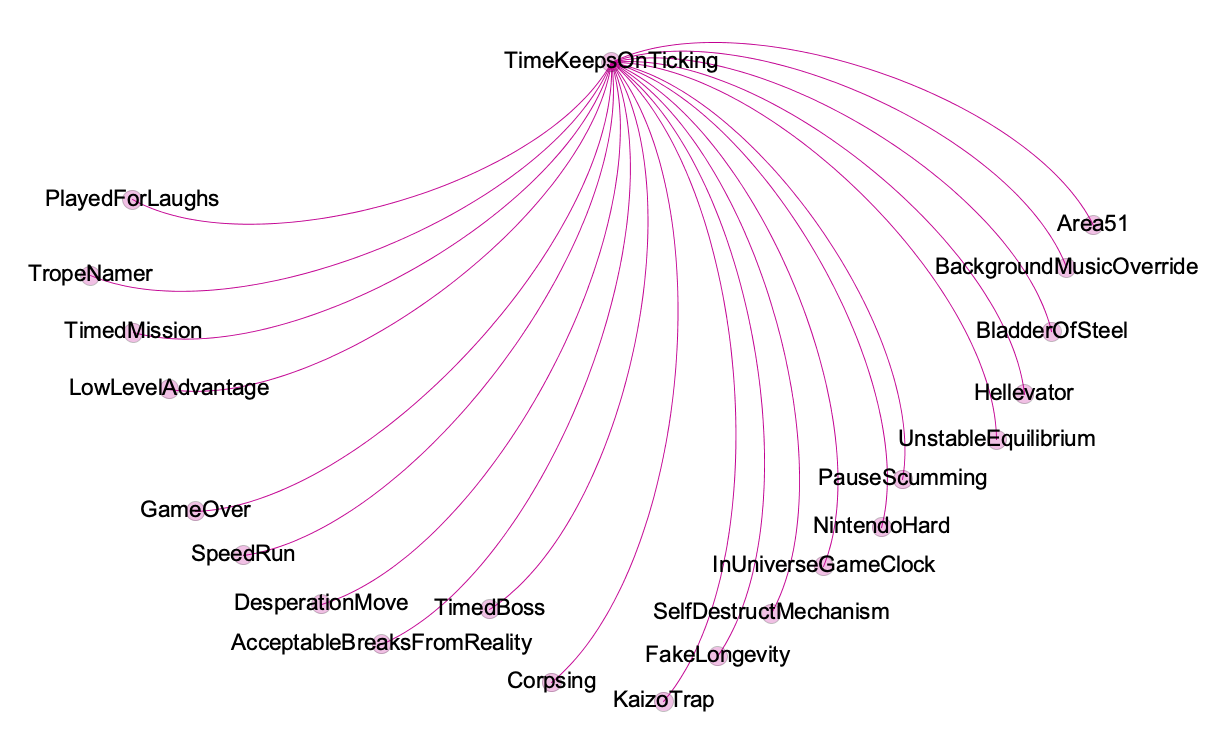 TimeKeepsOnTicking
PlayedForLaughs
Area51
BackgroundMusicOverride
TropeNamer
TimedMission
BladderOfSteel
LowLevelAdvantage
Hellevator
UnstableEquilibrium
PauseScumming
GameOver
NintendoHard
SpeedRun
InUniverseGameClock
DesperationMove
TimedBoss
SelfDestructMechanism
AcceptableBreaksFromReality
FakeLongevity
Corpsing
KaizoTrap